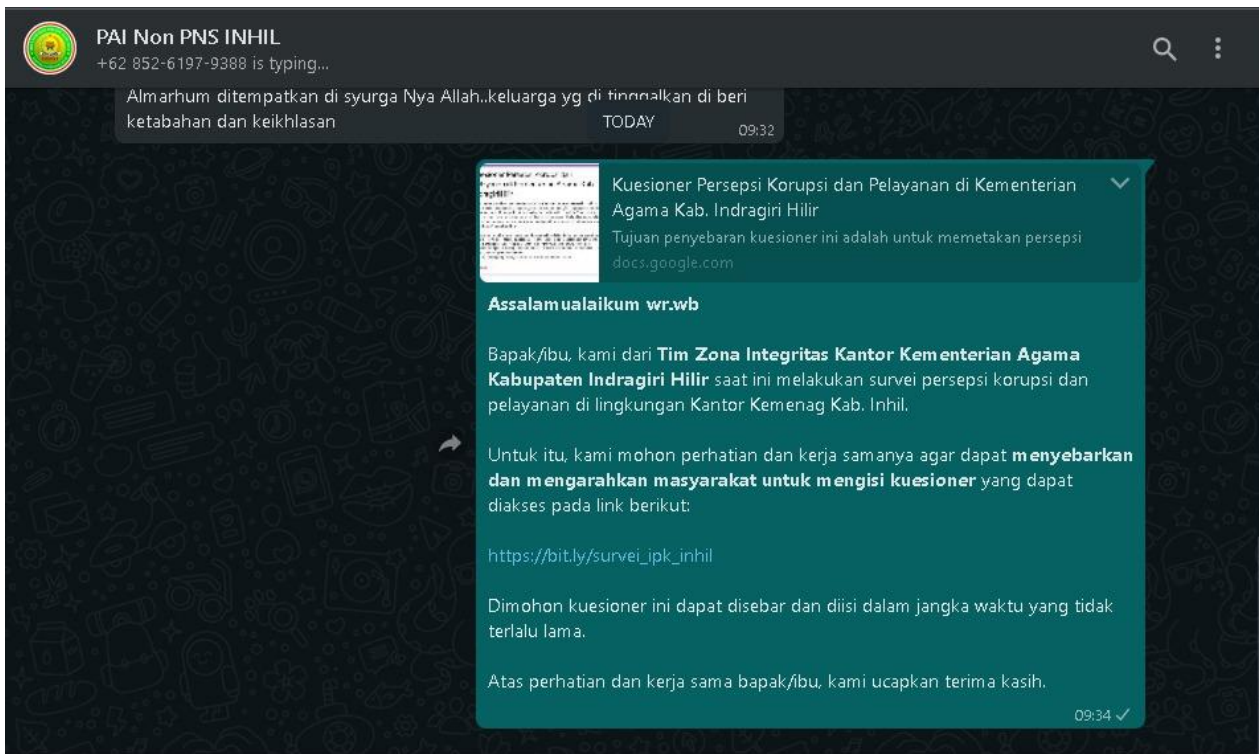 PAI Non PNS INHIL
+62 852-6197-9388 is typing...
Almarhum ditempatkan di syurga Nya Allah..keluarga yg di tinggalkan di beri
ketabahan dan keikhlasan
09:32
TODAY
Kuesioner Persepsi Korupsi dan Pelayanan di Kementerian
Agama Kab. Indragiri Hilir
Tujuan penyebaran kuesioner ini adalah untuk memetakan persepsi
docs.google.com
Assalamualaikum wr.wb
Bapak/ibu, kami dari Tim Zona Integritas Kantor Kementerian Agama
Kabupaten Indragiri Hilir saat ini melakukan survei persepsi korupsi dan
pelayanan di lingkungan Kantor Kemenag Kab. Inhil.
Untuk itu, kami mohon perhatian dan kerja samanya agar dapat menyebarkan
dan mengarahkan masyarakat untuk mengisi kuesioner yang dapat
diakses pada link berikut:
https://bit.ly/survei_ipk_inhil
Dimohon kuesioner ini dapat disebar dan diisi dalam jangka waktu yang tidak
terlalu lama.
Atas perhatian dan kerja sama bapak/ibu, kami ucapkan terima kasih.
09:34